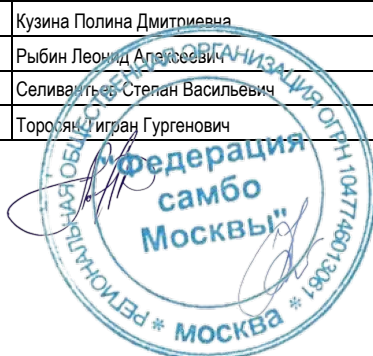 Кузина Полина Дмитриевна
Рыбин Леонид Алексеевич
Селивантьев Степан Васильевич
Торосян Тигран Гургенович
РЕГИОНАЛЬНАЯ ОБЩЕСТВЕННАЯ ОРГАНИЗАЦИЯ ОГРН 1047746013061
"Федерация
самбо
Москвы"
* МОСКВА *